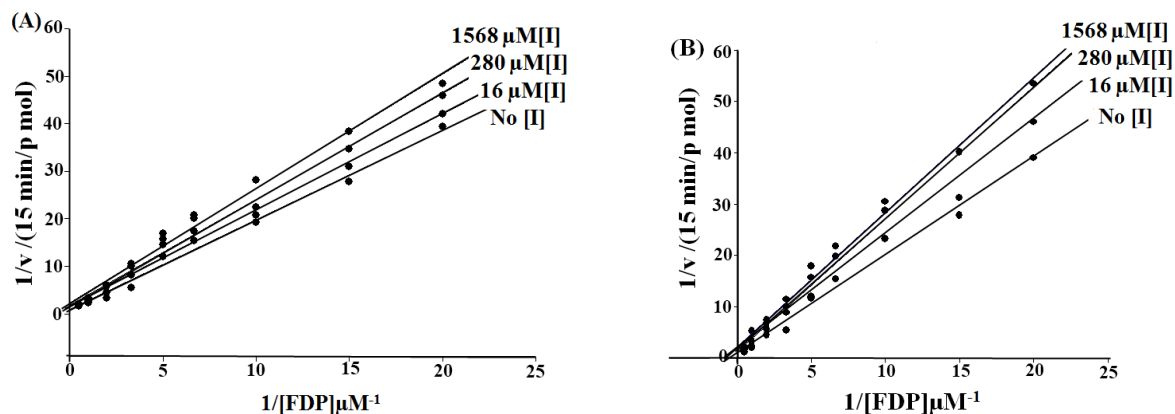 (A)
1568 µM[I]
280 µM[I]
16 µM[I]
No [I]
1/v /(15 min/p mol)
60
50
40
30
20
10
0
0 5 10 15 20 25
1/[FDP]µM⁻¹
(B)
1568 µM[I]
280 µM[I]
16 µM[I]
No [I]
1/v /(15 min/p mol)
60
50
40
30
20
10
0
0 5 10 15 20 25
1/[FDP]µM⁻¹